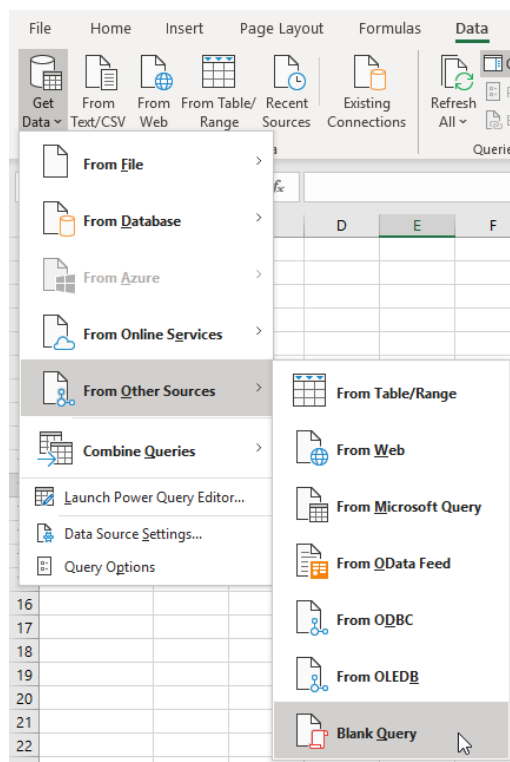 File Home Insert Page Layout Formulas Data
Get From From From Table/ Recent Existing Refresh
Data Text/CSV Web Range Sources Connections All
Querie
From File
fx
From Database
D E F
From Azure
From Online Services
From Other Sources
From Table/Range
Combine Queries
From Web
Launch Power Query Editor...
From Microsoft Query
Data Source Settings...
From OData Feed
Query Options
16
From ODBC
17
18
19
From OLEDB
20
21
Blank Query
22